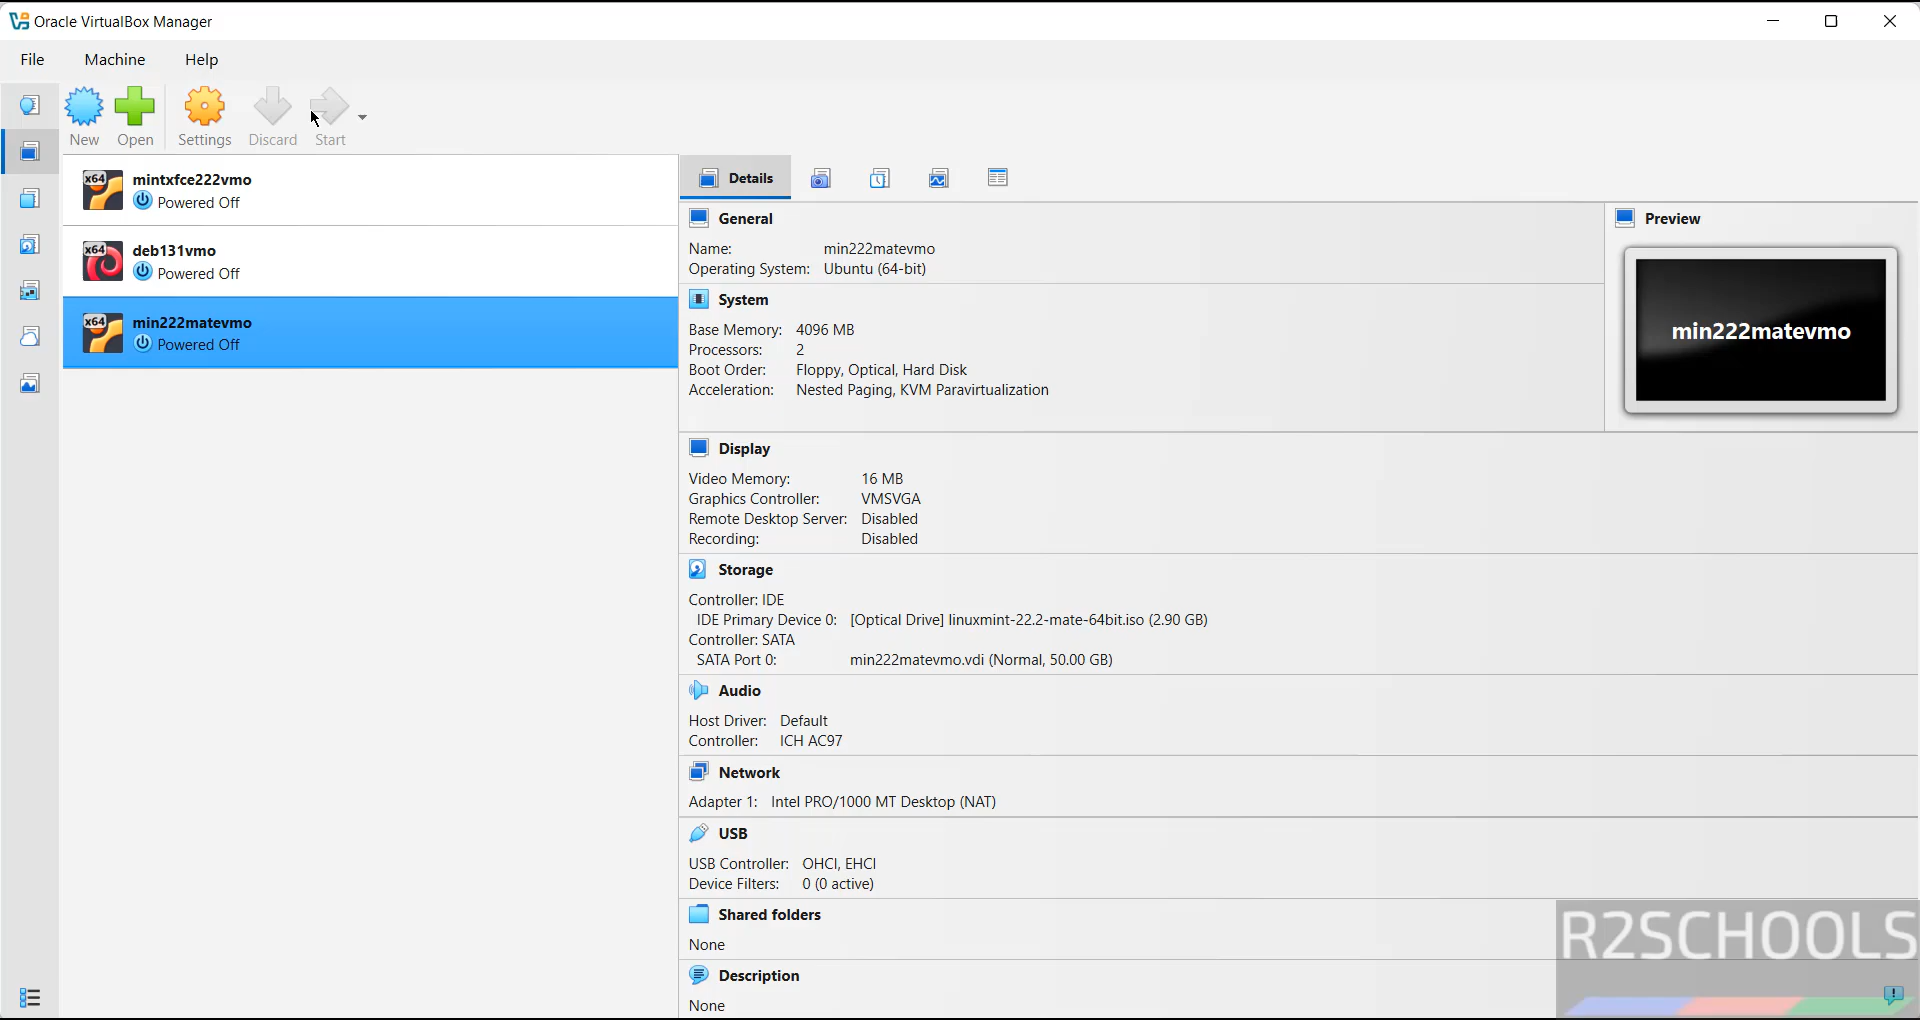 Oracle VirtualBox Manager
File Machine Help
New Open Settings Discard Start
x64 mintxfce222vmo
Powered Off
x64 deb131vmo
Powered Off
x64 min222matevmo
Powered Off
Details
General
Name: min222matevmo
Operating System: Ubuntu (64-bit)
Preview
min222matevmo
System
Base Memory: 4096 MB
Processors: 2
Boot Order: Floppy, Optical, Hard Disk
Acceleration: Nested Paging, KVM Paravirtualization
Display
Video Memory: 16 MB
Graphics Controller: VMSVGA
Remote Desktop Server: Disabled
Recording: Disabled
Storage
Controller: IDE
IDE Primary Device 0: [Optical Drive] linuxmint-22.2-mate-64bit.iso (2.90 GB)
Controller: SATA
SATA Port 0: min222matevmo.vdi (Normal, 50.00 GB)
Audio
Host Driver: Default
Controller: ICH AC97
Network
Adapter 1: Intel PRO/1000 MT Desktop (NAT)
USB
USB Controller: OHCI, EHCI
Device Filters: 0 (0 active)
Shared folders
None
Description
None
R2SCHOOLS